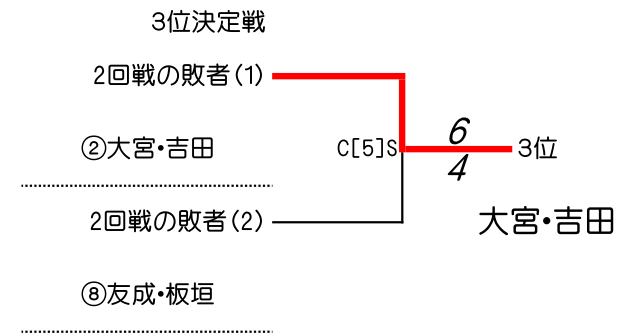 3位決定戦
2回戦の敗者(1)
②大宮・吉田
C[5]S
6
4
3位
2回戦の敗者(2)
大宮・吉田
⑧友成・板垣